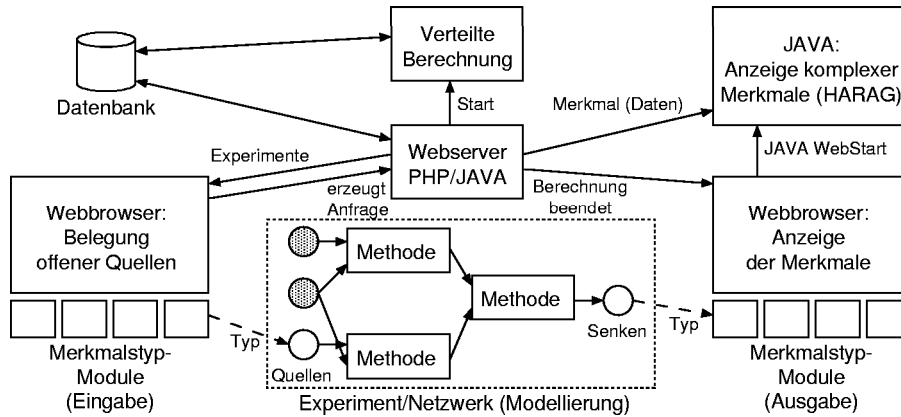 Verteilte
Berechnung
JAVA:
Anzeige komplexer
Merkmale (HARAG)
Datenbank
Start
Merkmal (Daten)
Experimente
Webserver
PHP/JAVA
JAVA WebStart
erzeugt
Anfrage
Berechnung
beendet
Webbrowser:
Belegung
offener Quellen
Webbrowser:
Anzeige
der Merkmale
Methode
Methode
Methode
Typ
Quellen
Senken
Typ
Merkmalstyp-
Module
(Eingabe)
Experiment/Netzwerk (Modellierung)
Merkmalstyp-
Module
(Ausgabe)